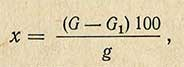 x = (G — G₁) 100 / g ,